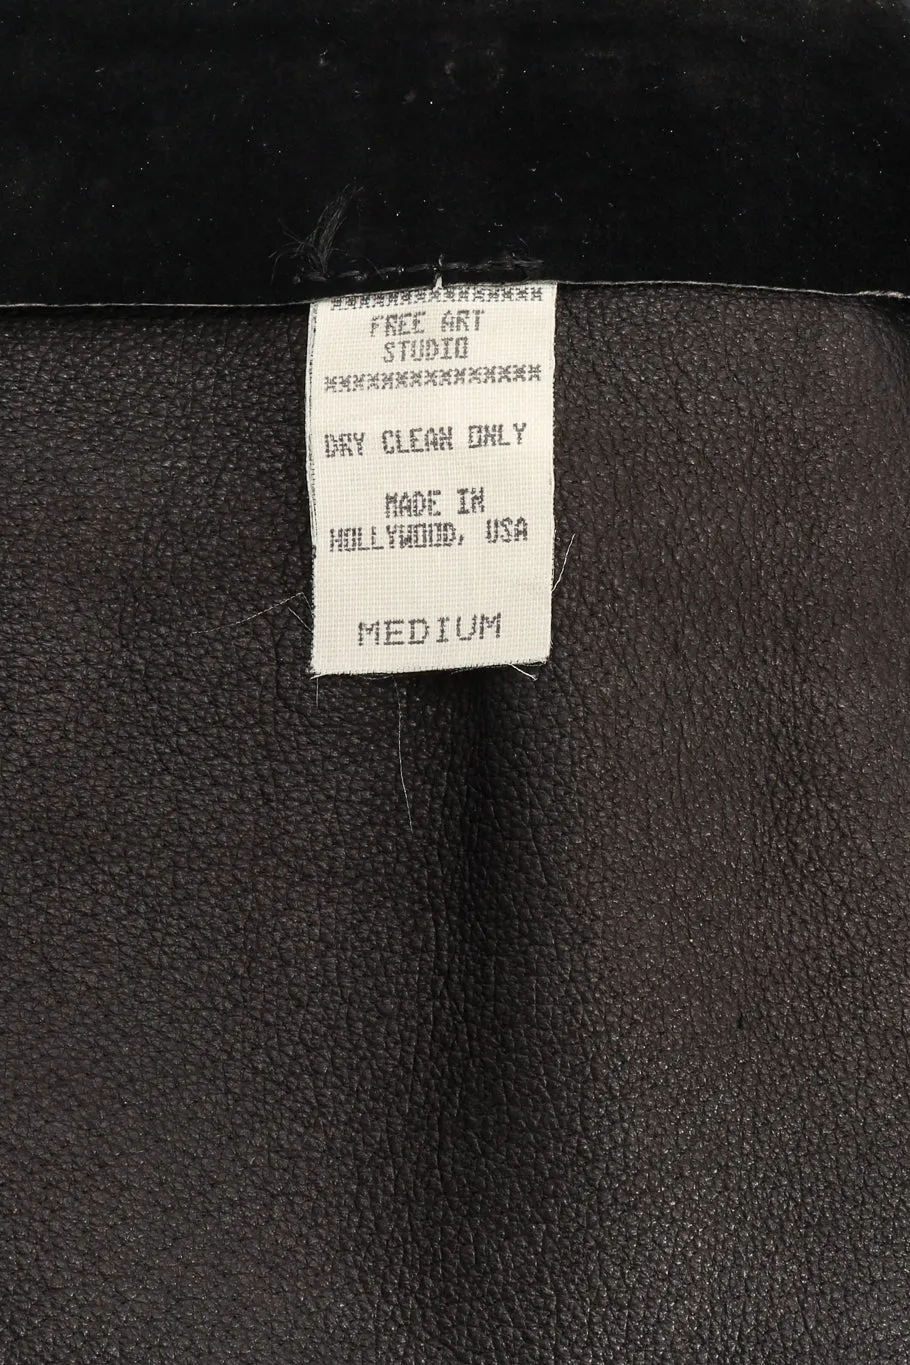 ***************
FREE ART
STUDIO
***************
DRY CLEAN ONLY
MADE IN
HOLLYWOOD, USA
MEDIUM